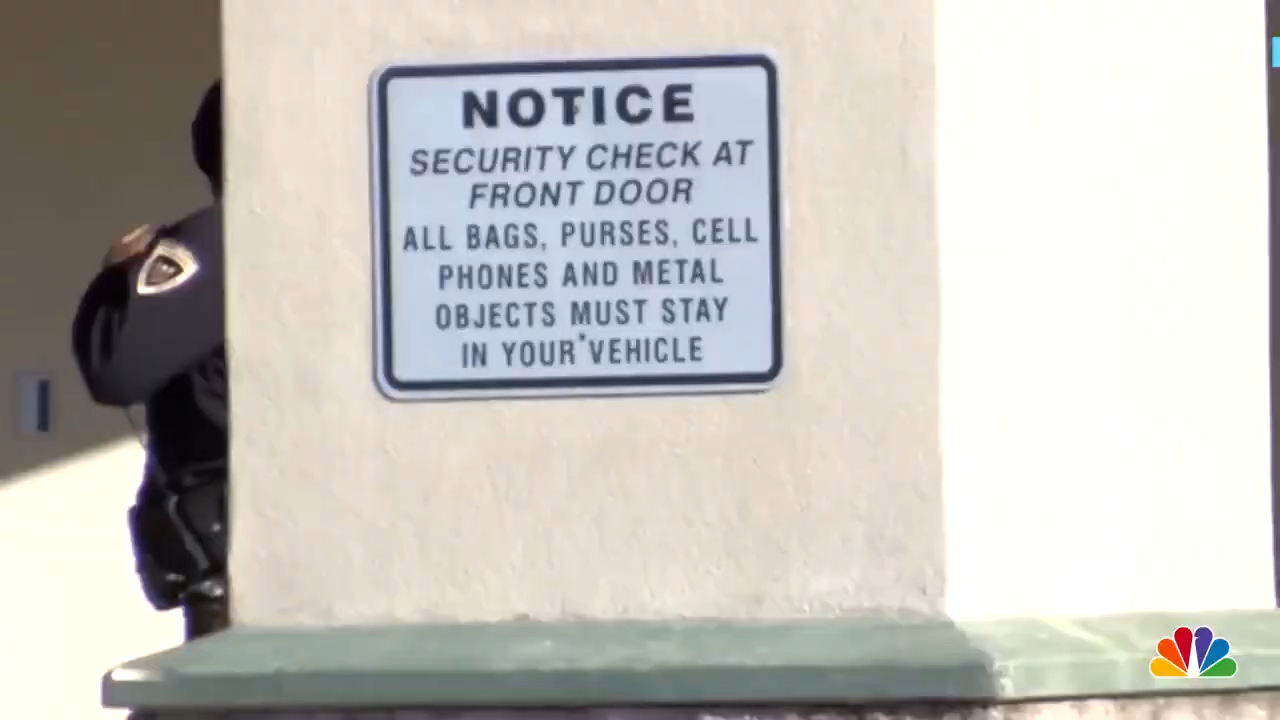 NOTICE
SECURITY CHECK AT
FRONT DOOR
ALL BAGS, PURSES, CELL
PHONES AND METAL
OBJECTS MUST STAY
IN YOUR VEHICLE